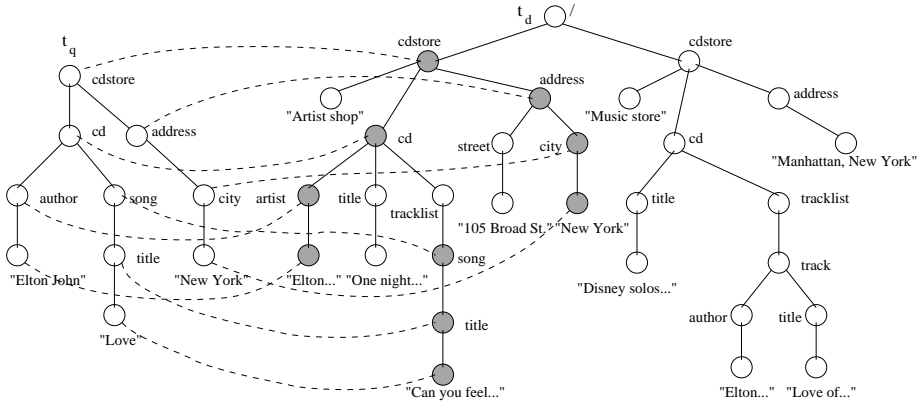 t_d /
t_q cdstore cdstore
cdstore address address
"Artist shop" "Music store"
cd address cd street city cd "Manhattan, New York"
author song city artist title tracklist "105 Broad St." "New York" title tracklist
"Elton John" title "New York" "Elton..." "One night..." song "Disney solos..." track
"Love" title author title
"Can you feel..." "Elton..." "Love of..."